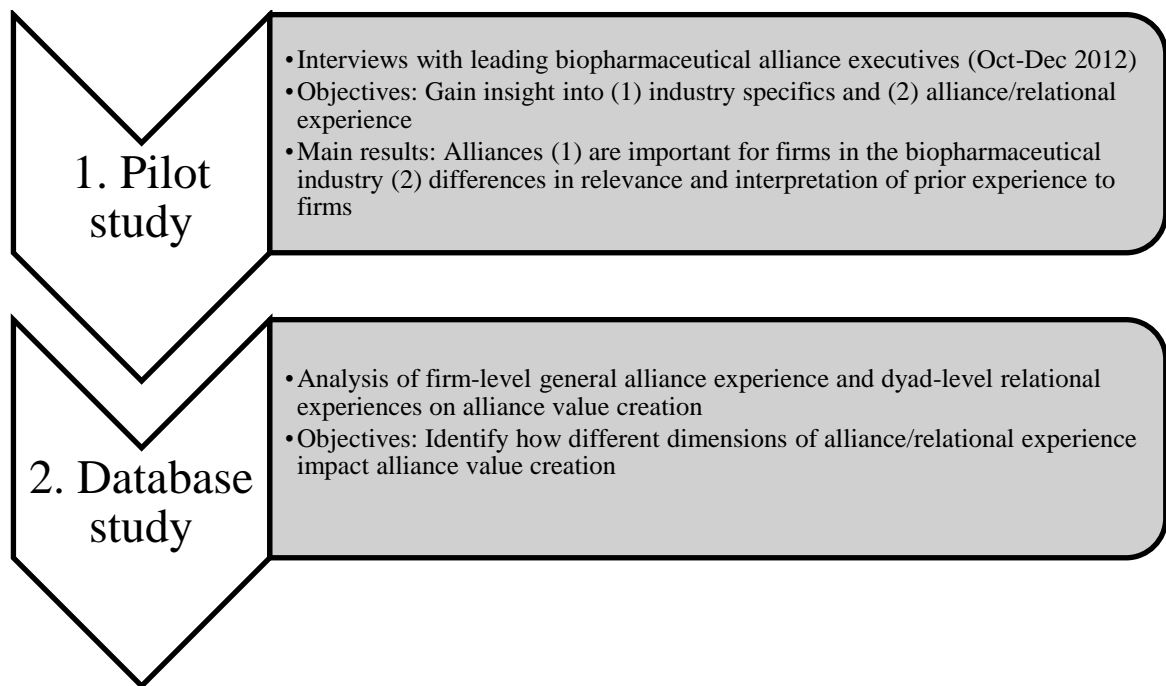 1. Pilot
study
•Interviews with leading biopharmaceutical alliance executives (Oct-Dec 2012)
•Objectives: Gain insight into (1) industry specifics and (2) alliance/relational
experience
•Main results: Alliances (1) are important for firms in the biopharmaceutical
industry (2) differences in relevance and interpretation of prior experience to
firms
2. Database
study
•Analysis of firm-level general alliance experience and dyad-level relational
experiences on alliance value creation
•Objectives: Identify how different dimensions of alliance/relational experience
impact alliance value creation